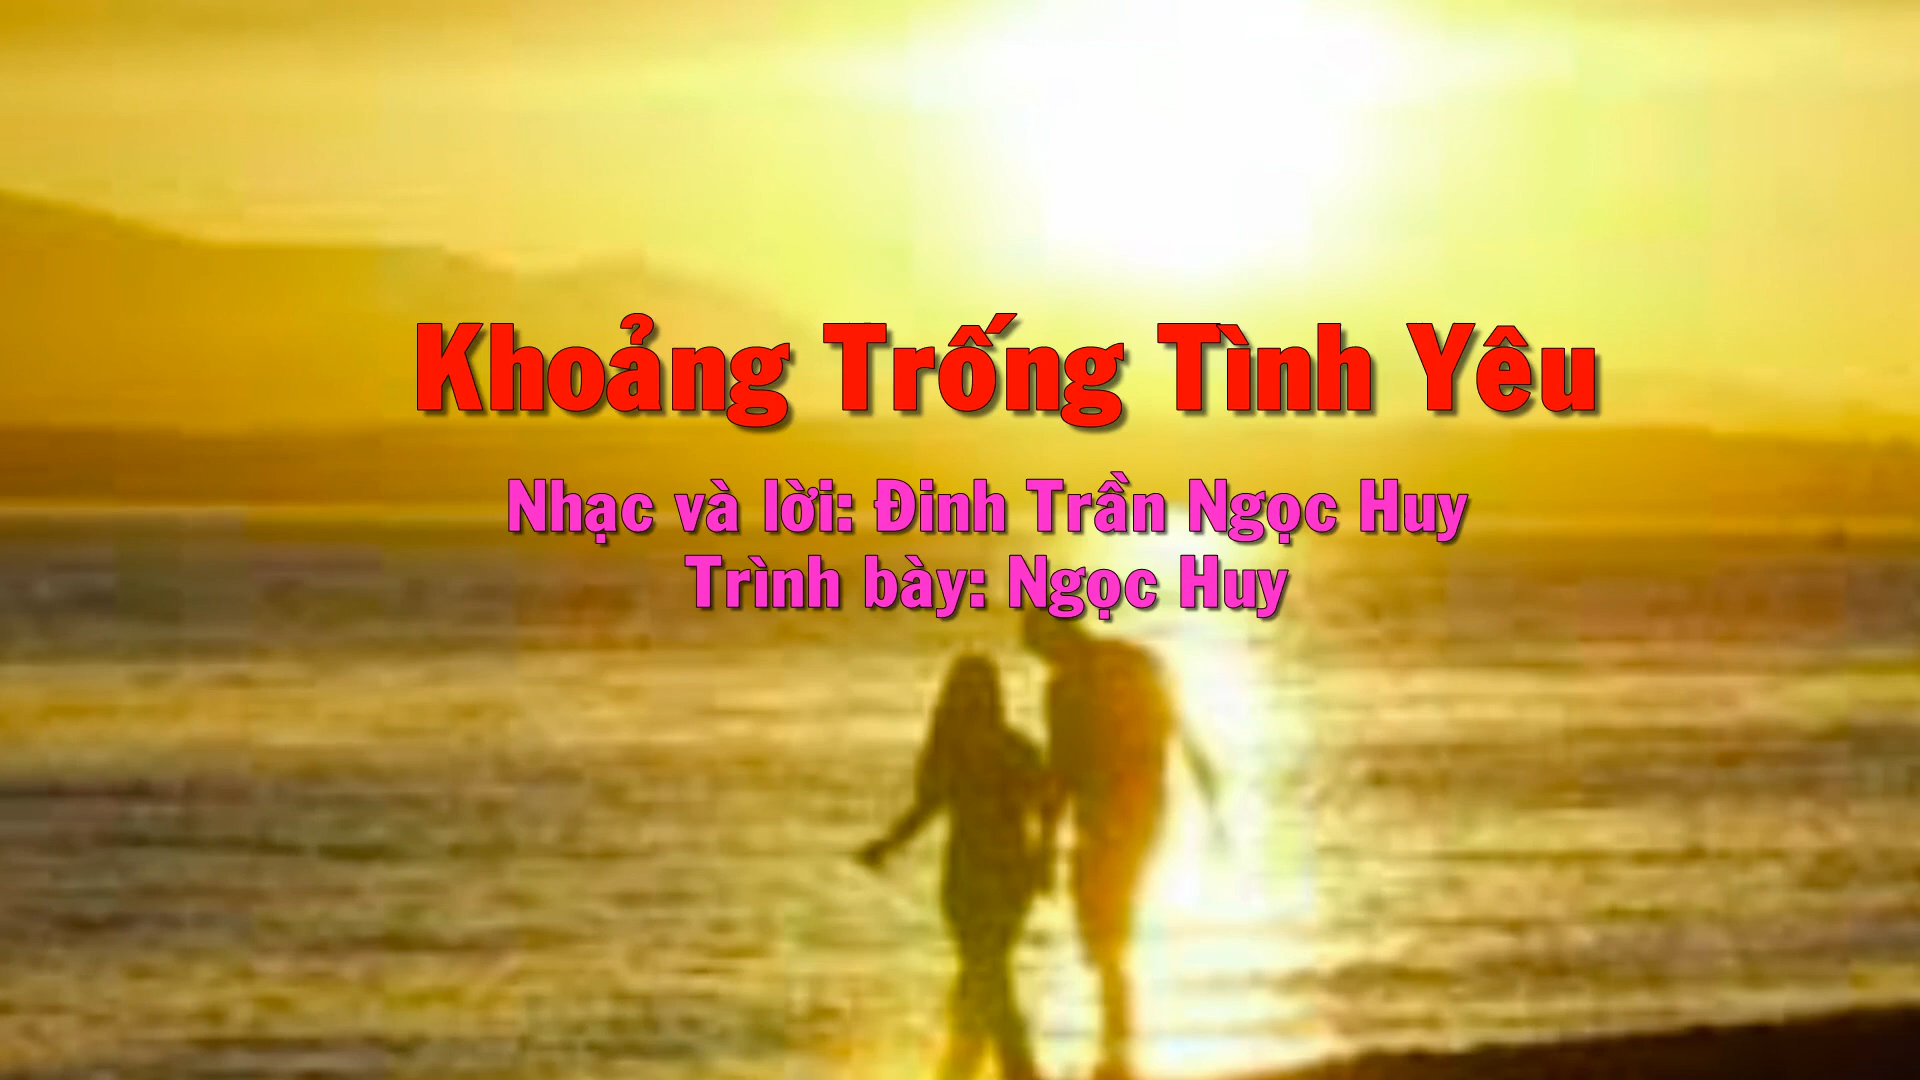 Khoảng Trống Tình Yêu
Nhạc và lời: Đinh Trần Ngọc Huy
Trình bày: Ngọc Huy